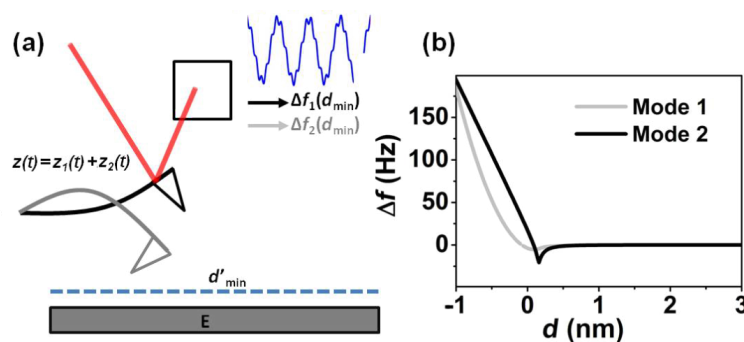 (a)
Δf₁(dₘᵢₙ)
Δf₂(dₘᵢₙ)
z(t)=z₁(t)+z₂(t)
d'ₘᵢₙ
E
(b)
Mode 1
Mode 2
150
100
50
0
Δf (Hz)
-1 0 1 2 3
d (nm)